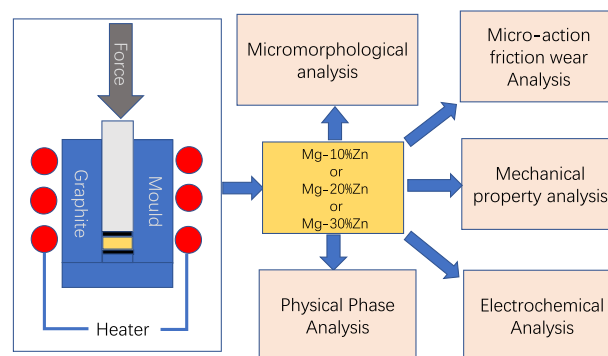 Force
Graphite
Mould
Heater
Micromorphological
analysis
Micro-action
friction wear
Analysis
Mg-10%Zn
or
Mg-20%Zn
or
Mg-30%Zn
Mechanical
property analysis
Physical Phase
Analysis
Electrochemical
Analysis